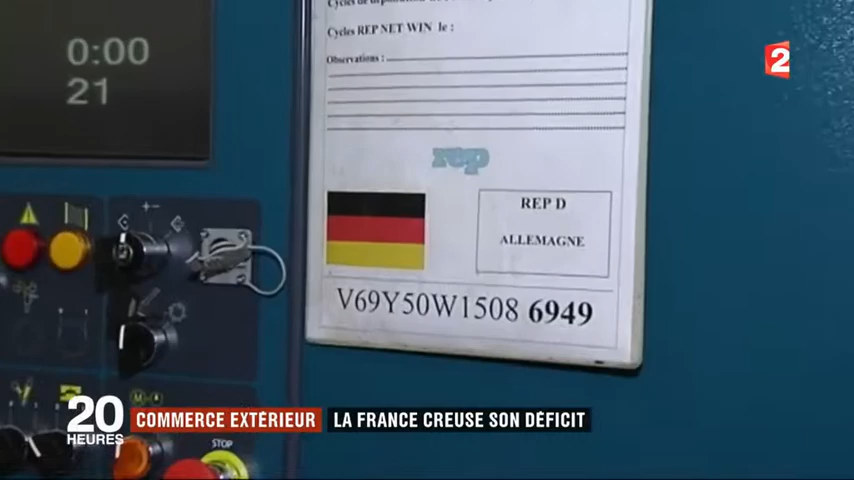 Cycles REP NET WIN le :
Observations :
rep
REP D
ALLEMAGNE
V69Y50W1508 6949
0:00
21
2
STOP
20 HEURES
COMMERCE EXTÉRIEUR
LA FRANCE CREUSE SON DÉFICIT